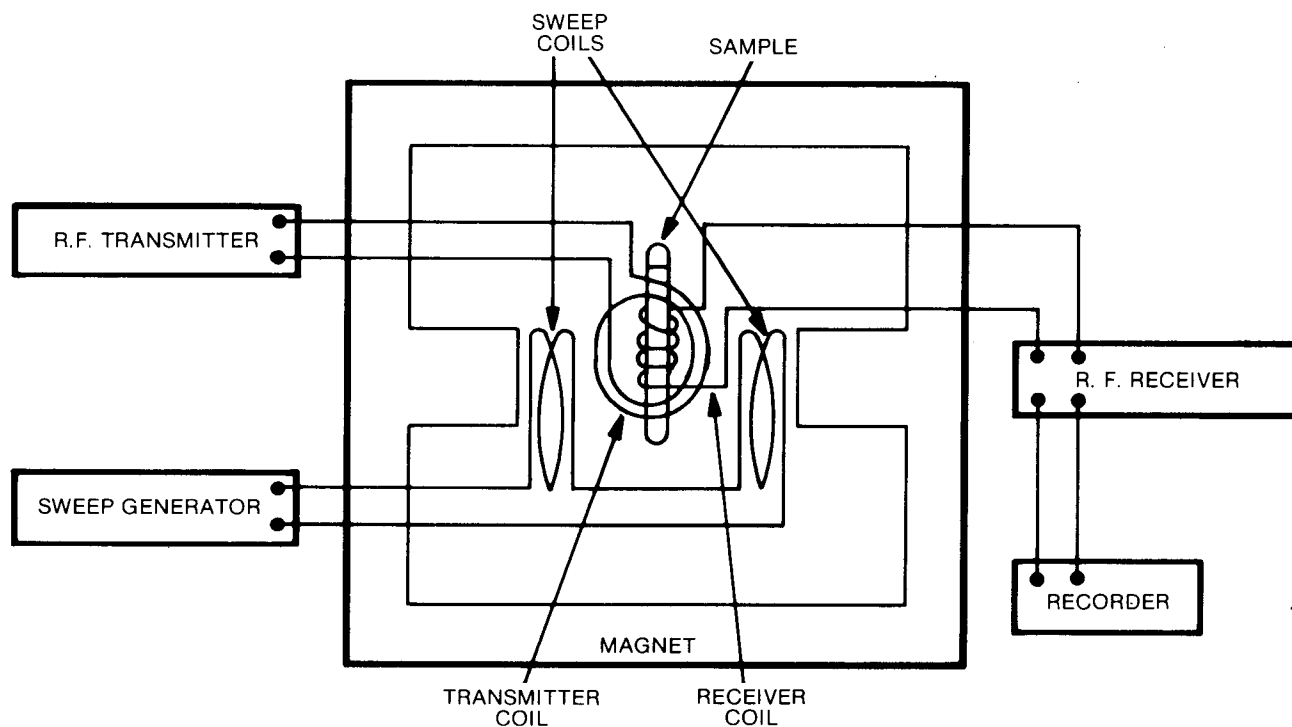 SWEEP
COILS
SAMPLE
R.F. TRANSMITTER
R. F. RECEIVER
SWEEP GENERATOR
RECORDER
MAGNET
TRANSMITTER
COIL
RECEIVER
COIL